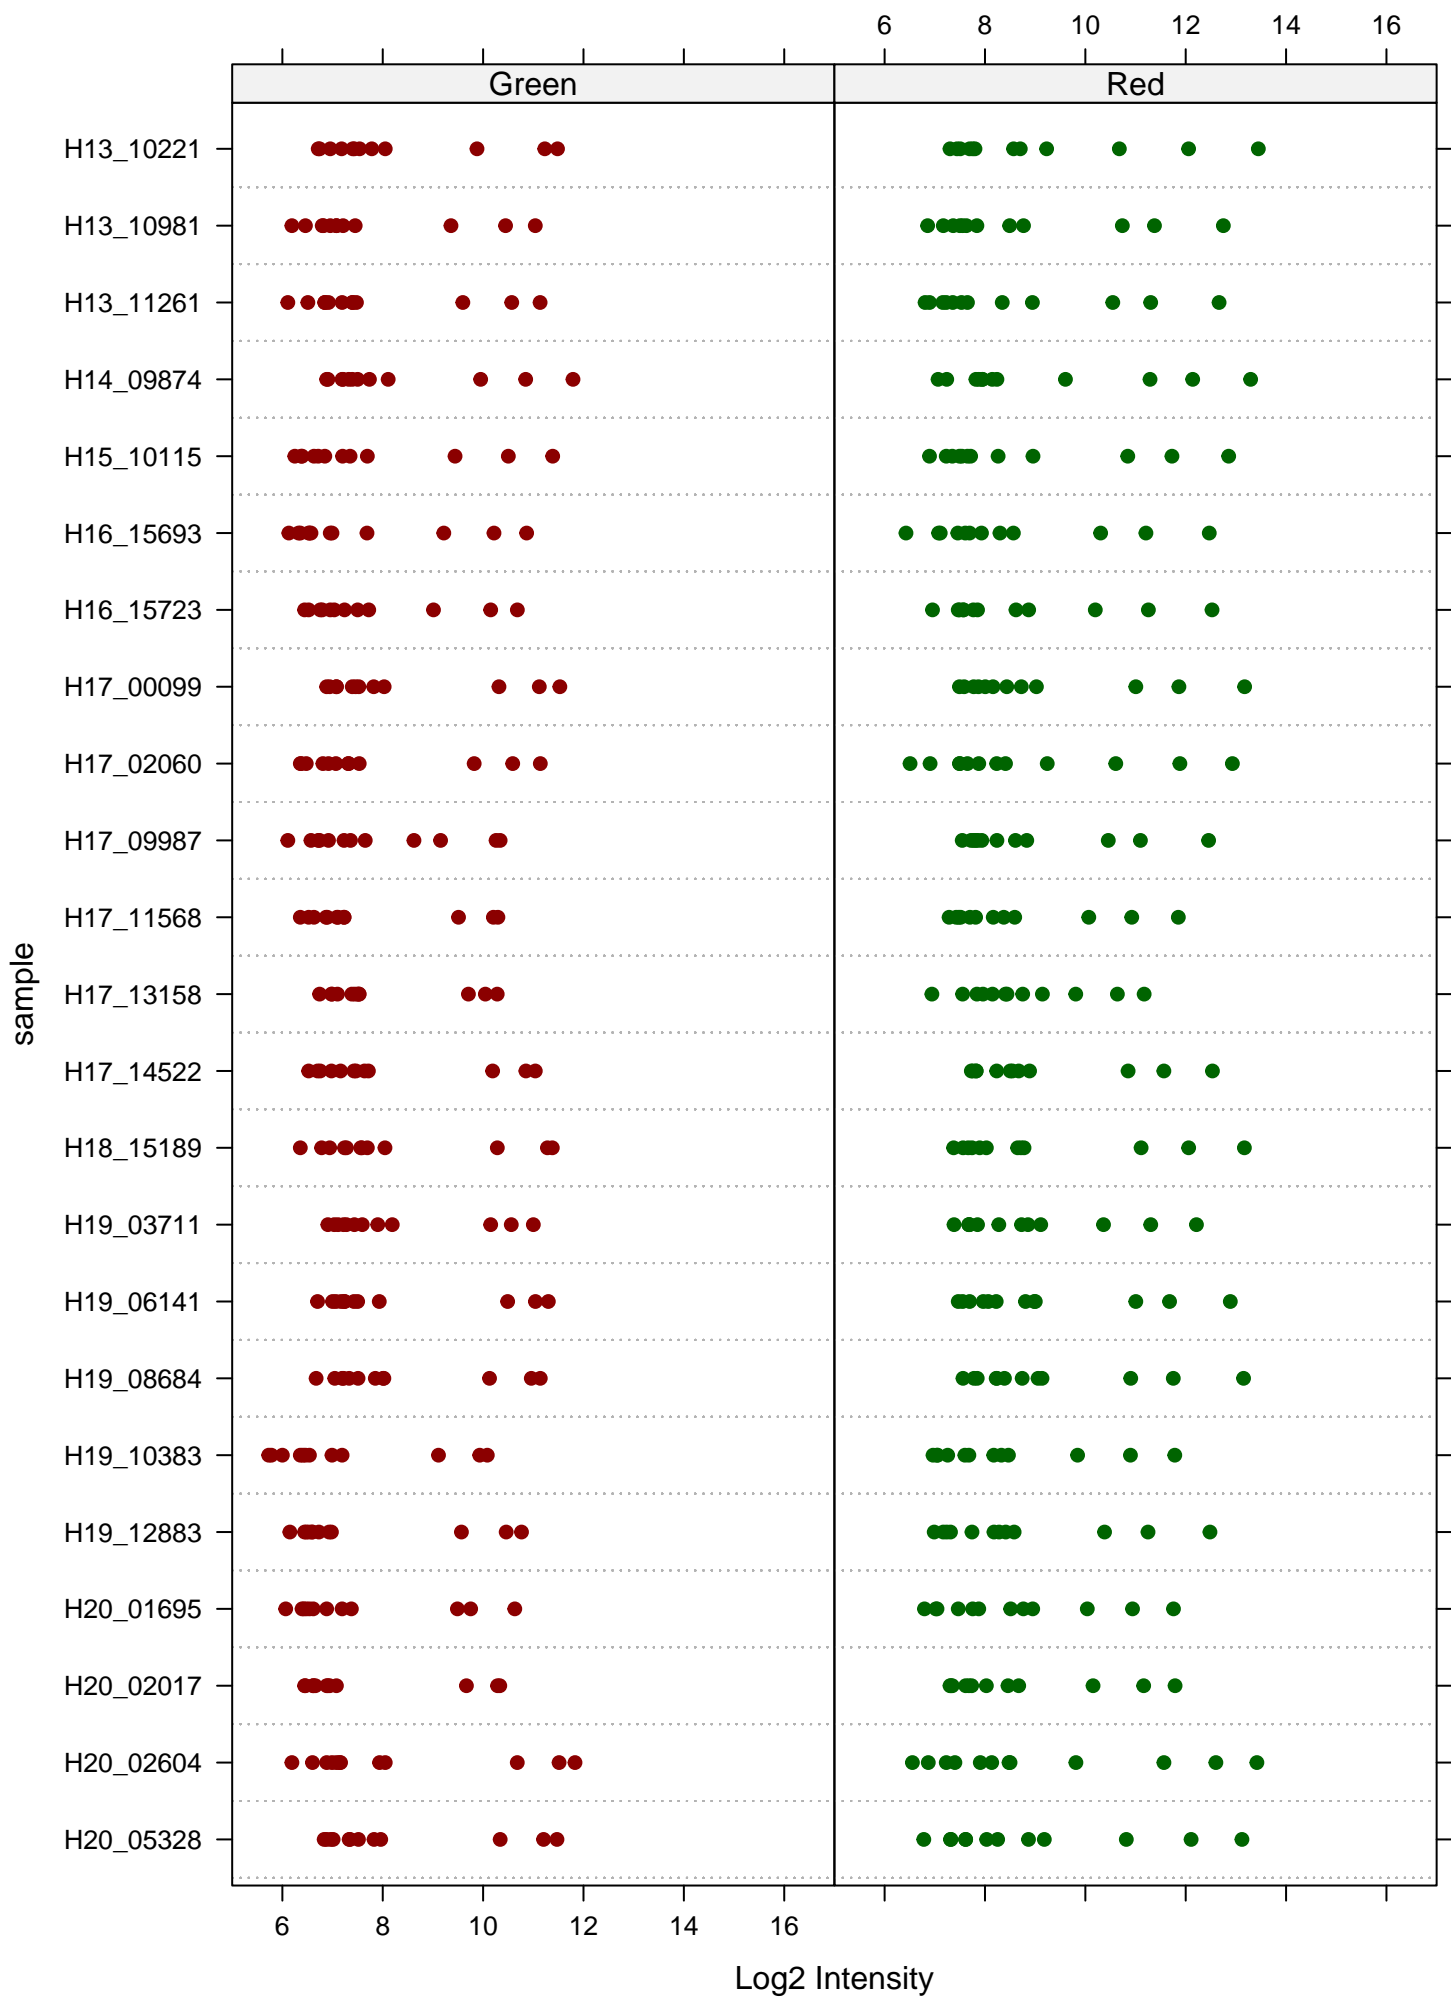 6 8 10 12 14 16
Green Red
H13_10221
H13_10981
H13_11261
H14_09874
H15_10115
H16_15693
H16_15723
H17_00099
H17_02060
H17_09987
H17_11568
H17_13158
H17_14522
H18_15189
H19_03711
H19_06141
H19_08684
H19_10383
H19_12883
H20_01695
H20_02017
H20_02604
H20_05328
sample
6 8 10 12 14 16
Log2 Intensity